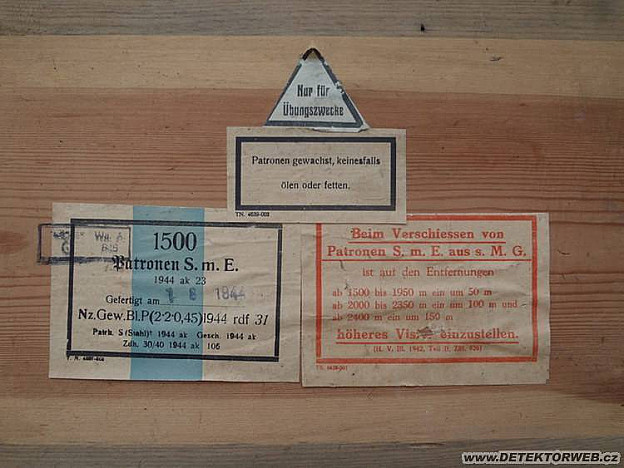 Nur für
Übungszwecke
Patronen gewachst, keinesfalls
ölen oder fetten.
1500
Patronen S. m. E.
1944 ak 23
Gefertigt am 1944
Nz. Gew. Bl. P.(2·2·0,45) 1944 rdf 31
Patrh. S (Stahl) 1944 ak Gesch. 1944 ak
Zdh. 30/40 1944 ak 106
Beim Verschiessen von
Patronen S. m. E. aus s. M. G.
ist auf den Entfernungen
ab 1500 bis 1950 m ein um 50 m
ab 2000 bis 2350 m ein um 100 m und
ab 2400 m ein um 150 m
höheres einzustellen.
WWW.DETEKTORWEB.CZ